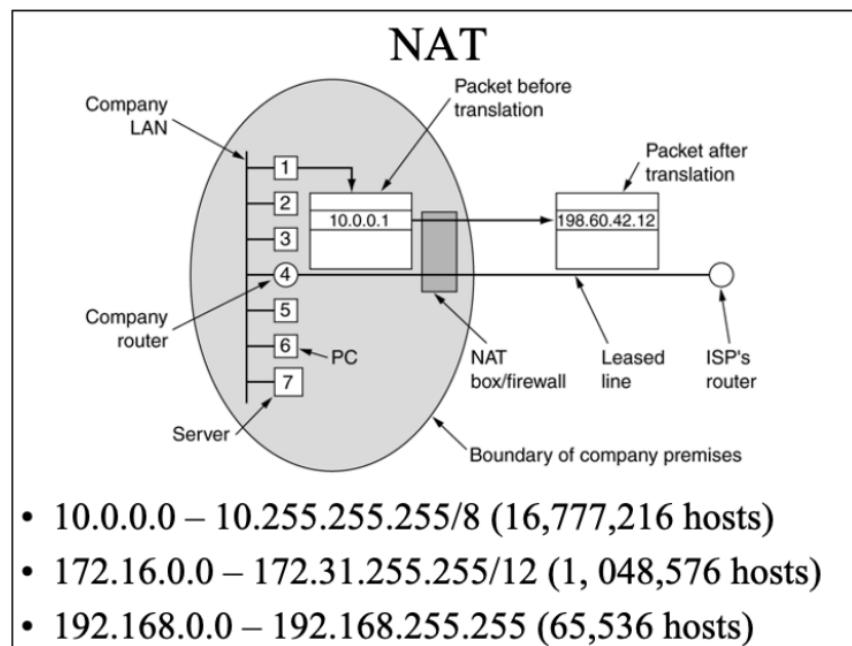 NAT
Packet before
translation
Company
LAN
Packet after
translation
1
2
3
4
5
6
7
10.0.0.1
198.60.42.12
Company
router
PC
NAT
box/firewall
Leased
line
ISP's
router
Server
Boundary of company premises
• 10.0.0.0 – 10.255.255.255/8 (16,777,216 hosts)
• 172.16.0.0 – 172.31.255.255/12 (1, 048,576 hosts)
• 192.168.0.0 – 192.168.255.255 (65,536 hosts)